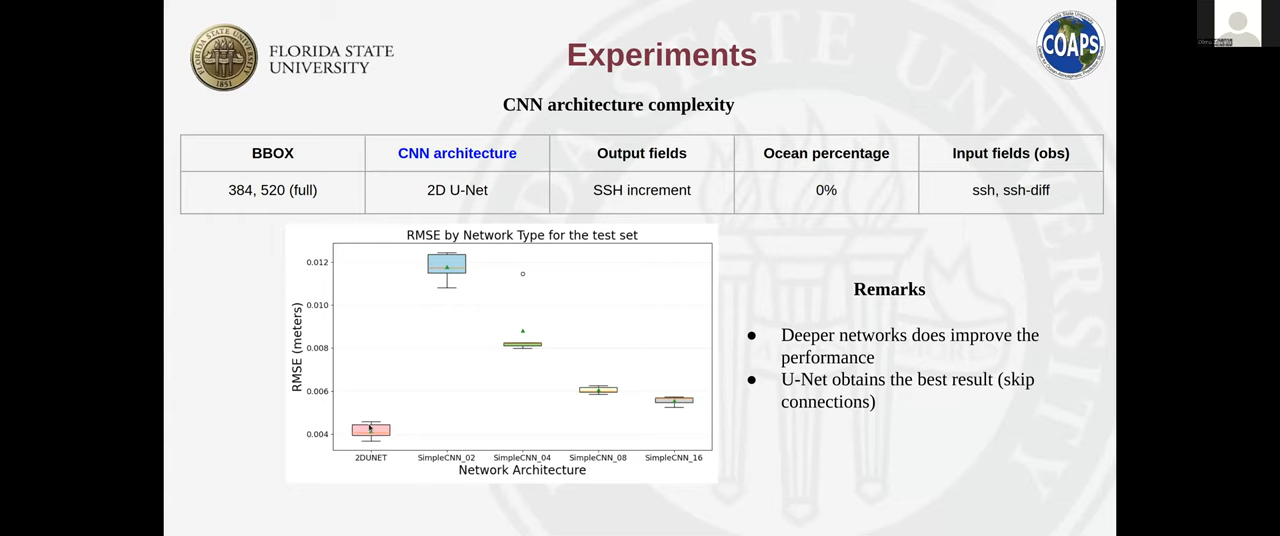 FLORIDA STATE
UNIVERSITY
1851
Experiments
COAPS
CNN architecture complexity
BBOX
CNN architecture
Output fields
Ocean percentage
Input fields (obs)
384, 520 (full)
2D U-Net
SSH increment
0%
ssh, ssh-diff
RMSE by Network Type for the test set
RMSE (meters)
0.012
0.010
0.008
0.006
0.004
2DUNET
SimpleCNN_02
SimpleCNN_04
SimpleCNN_08
SimpleCNN_16
Network Architecture
Remarks
● Deeper networks does improve the
performance
● U-Net obtains the best result (skip
connections)